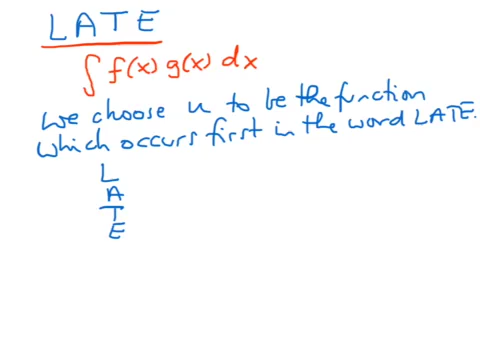 LATE
∫ f(x) g(x) dx
We choose u to be the function
which occurs first in the word LATE.
L
A
T
E